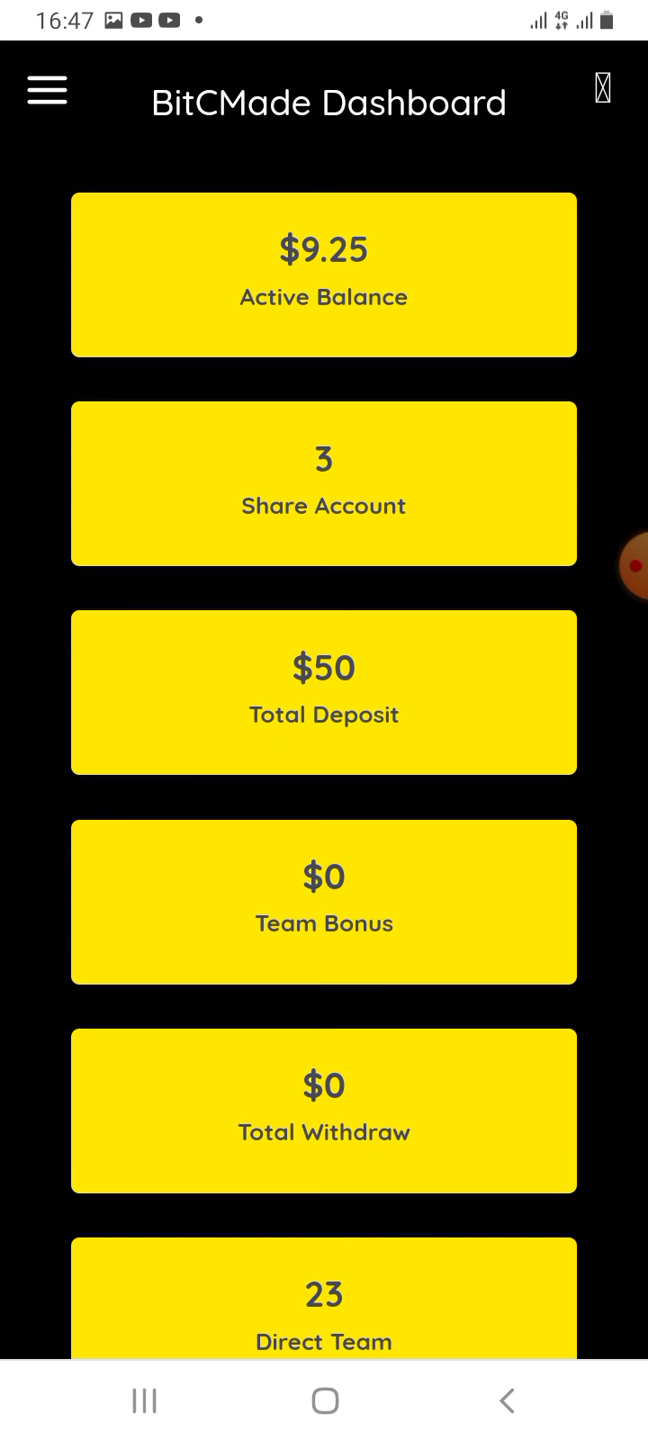 16:47
4G
BitCMade Dashboard
$9.25
Active Balance
3
Share Account
$50
Total Deposit
$0
Team Bonus
$0
Total Withdraw
23
Direct Team